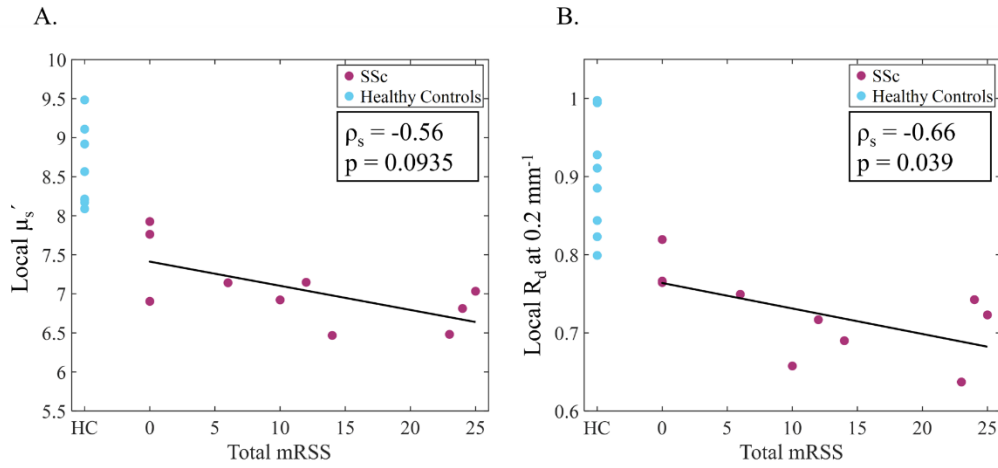 A.
10
9.5
9
8.5
8
7.5
7
6.5
6
5.5
Local μs´
HC
0
5
10
15
20
25
Total mRSS
SSc
Healthy Controls
ρs = -0.56
p = 0.0935
B.
1
0.9
0.8
0.7
0.6
Local Rd at 0.2 mm-1
HC
0
5
10
15
20
25
Total mRSS
SSc
Healthy Controls
ρs = -0.66
p = 0.039